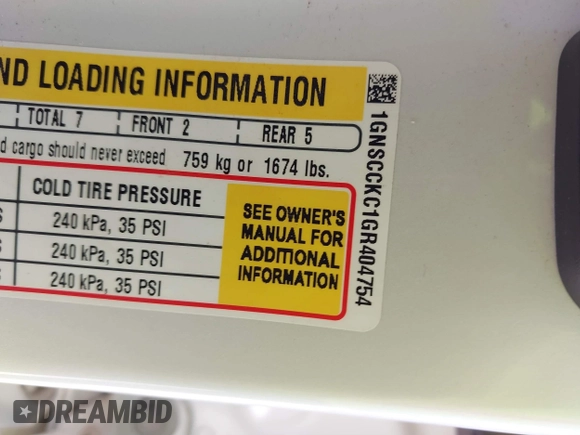 ND LOADING INFORMATION
TOTAL 7 FRONT 2 REAR 5
d cargo should never exceed 759 kg or 1674 lbs.
COLD TIRE PRESSURE
240 kPa, 35 PSI
240 kPa, 35 PSI
240 kPa, 35 PSI
SEE OWNER'S
MANUAL FOR
ADDITIONAL
INFORMATION
1GNSCCKC1GR404754
DREAMBID